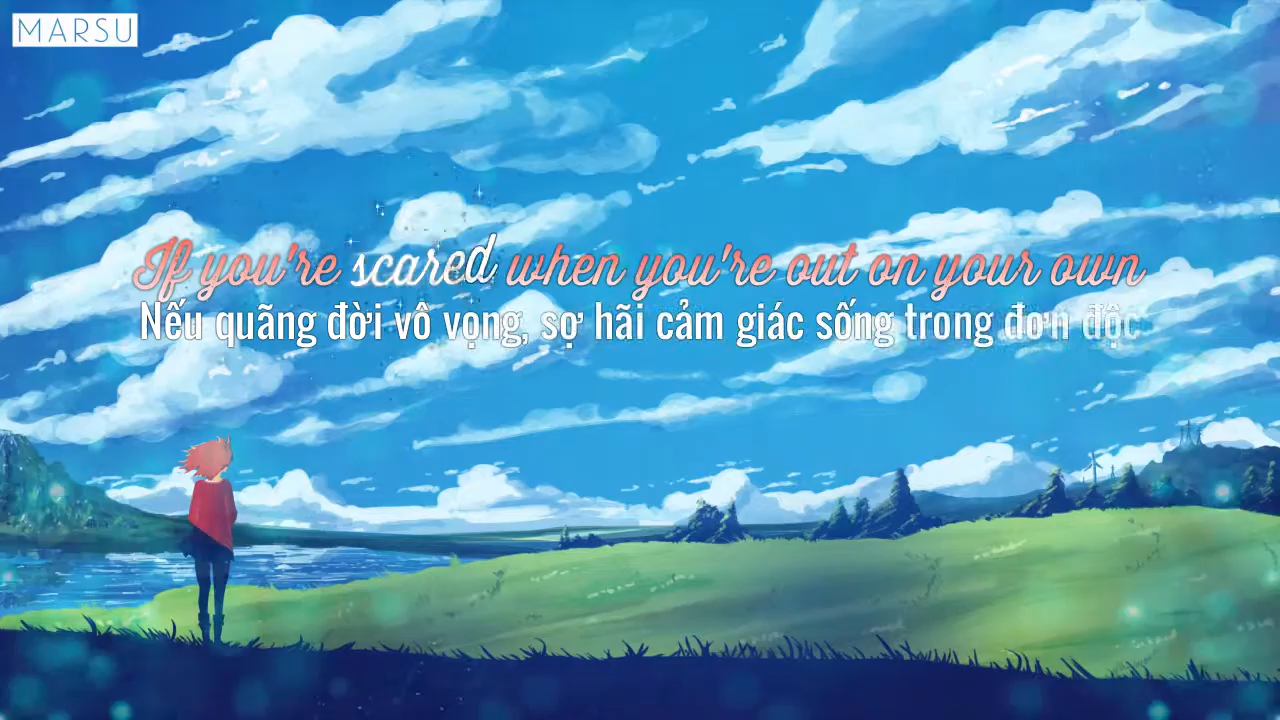 MARSU
If you're scared when you're out on your own
Nếu quãng đời vô vọng, sợ hãi cảm giác sống trong đơn độc